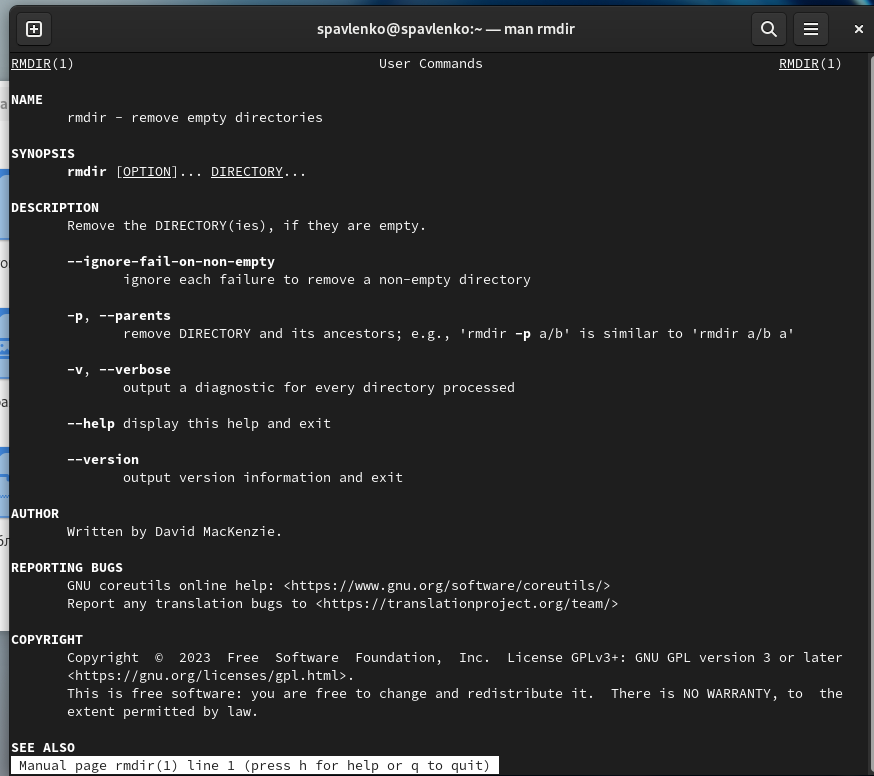 spavlenko@spavlenko:~ — man rmdir
RMDIR(1) User Commands RMDIR(1)
NAME
rmdir - remove empty directories
SYNOPSIS
rmdir [OPTION]... DIRECTORY...
DESCRIPTION
Remove the DIRECTORY(ies), if they are empty.
--ignore-fail-on-non-empty
ignore each failure to remove a non-empty directory
-p, --parents
remove DIRECTORY and its ancestors; e.g., 'rmdir -p a/b' is similar to 'rmdir a/b a'
-v, --verbose
output a diagnostic for every directory processed
--help display this help and exit
--version
output version information and exit
AUTHOR
Written by David MacKenzie.
REPORTING BUGS
GNU coreutils online help: <https://www.gnu.org/software/coreutils/>
Report any translation bugs to <https://translationproject.org/team/>
COPYRIGHT
Copyright © 2023 Free Software Foundation, Inc. License GPLv3+: GNU GPL version 3 or later
<https://gnu.org/licenses/gpl.html>.
This is free software: you are free to change and redistribute it. There is NO WARRANTY, to the
extent permitted by law.
SEE ALSO
Manual page rmdir(1) line 1 (press h for help or q to quit)